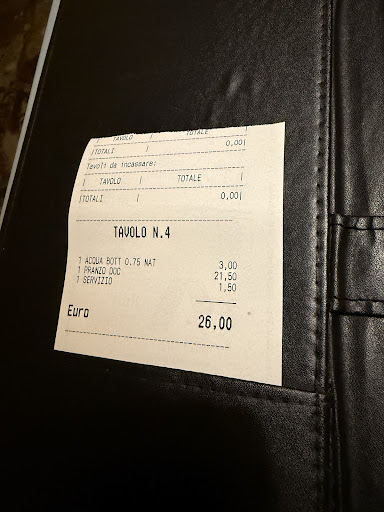 | TAVOLO | TOTALE
|TOTALI | 0,00|
Tavoli da incassare:
| TAVOLO | TOTALE |
|TOTALI | 0,00|
TAVOLO N.4
1 ACQUA BOTT 0.75 NAT 3,00
1 PRANZO DOC 21,50
1 SERVIZIO 1,50
Euro 26,00